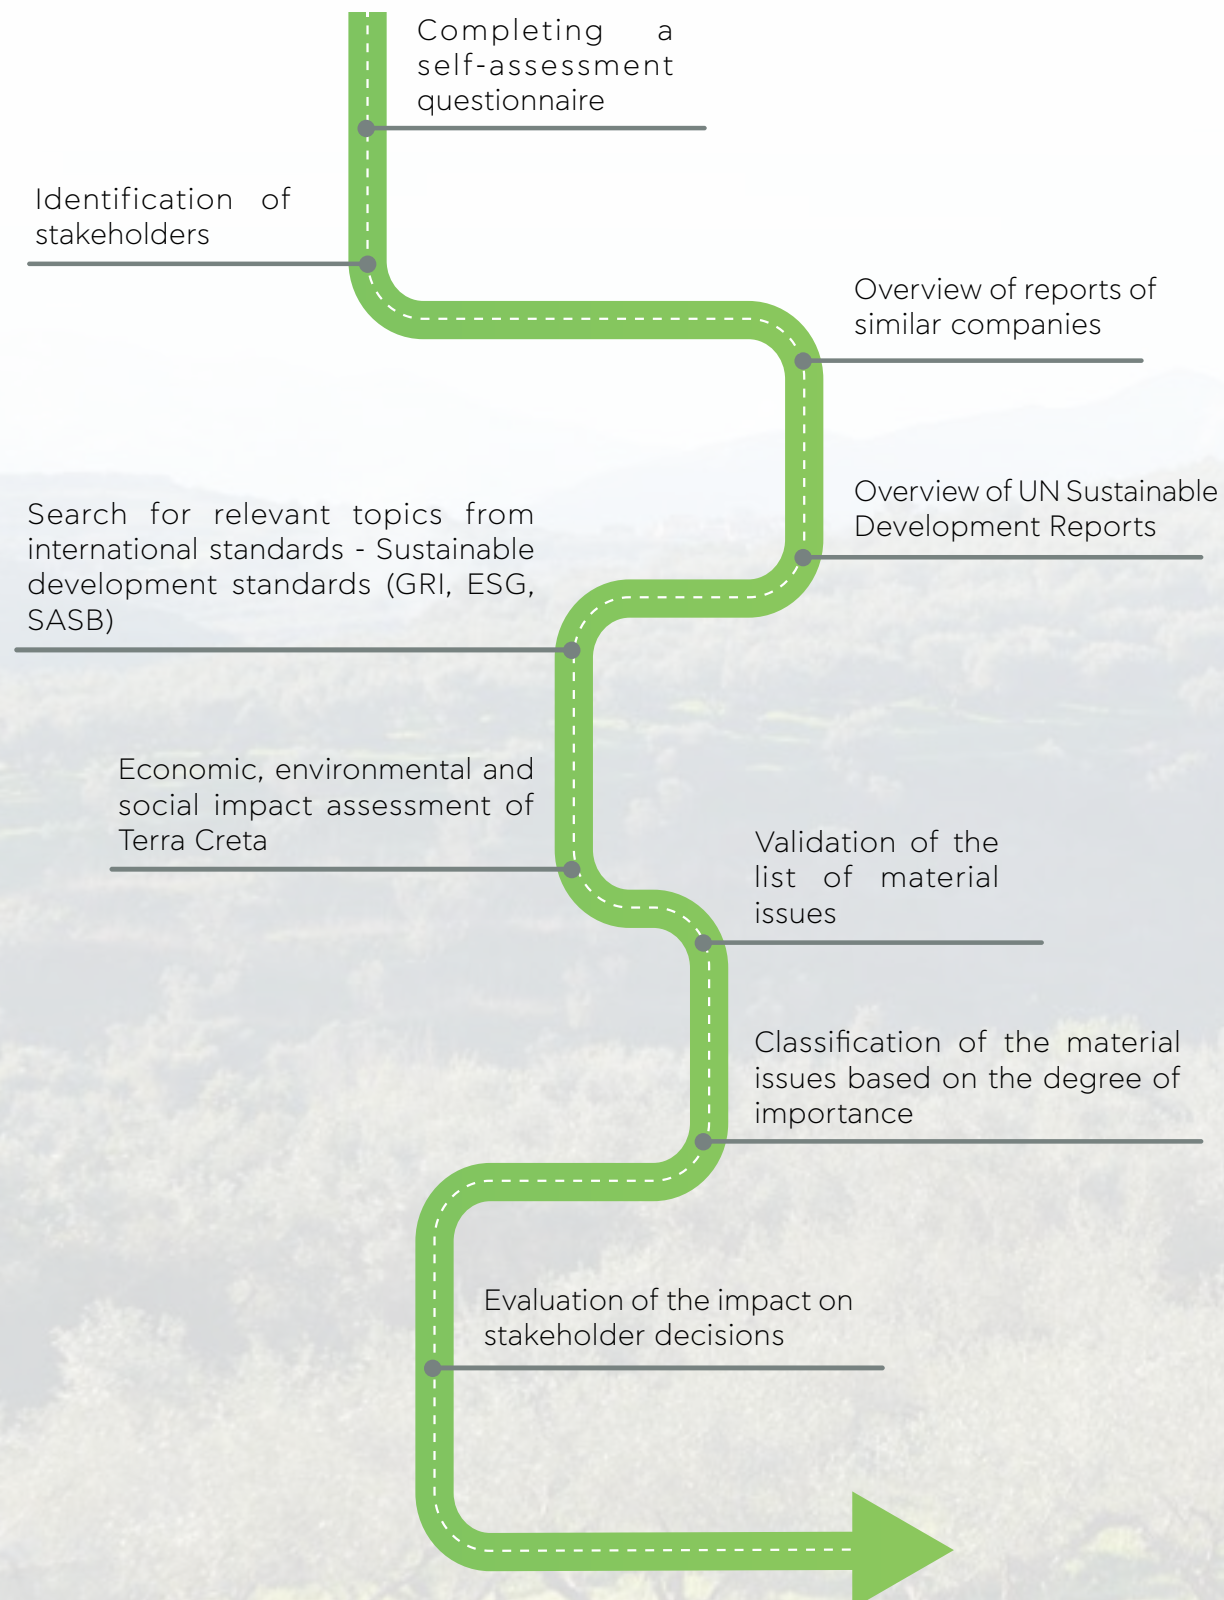 Completing a
self-assessment
questionnaire
Identification of
stakeholders
Overview of reports of
similar companies
Overview of UN Sustainable
Development Reports
Search for relevant topics from
international standards - Sustainable
development standards (GRI, ESG,
SASB)
Economic, environmental and
social impact assessment of
Terra Creta
Validation of the
list of material
issues
Classification of the material
issues based on the degree of
importance
Evaluation of the impact on
stakeholder decisions